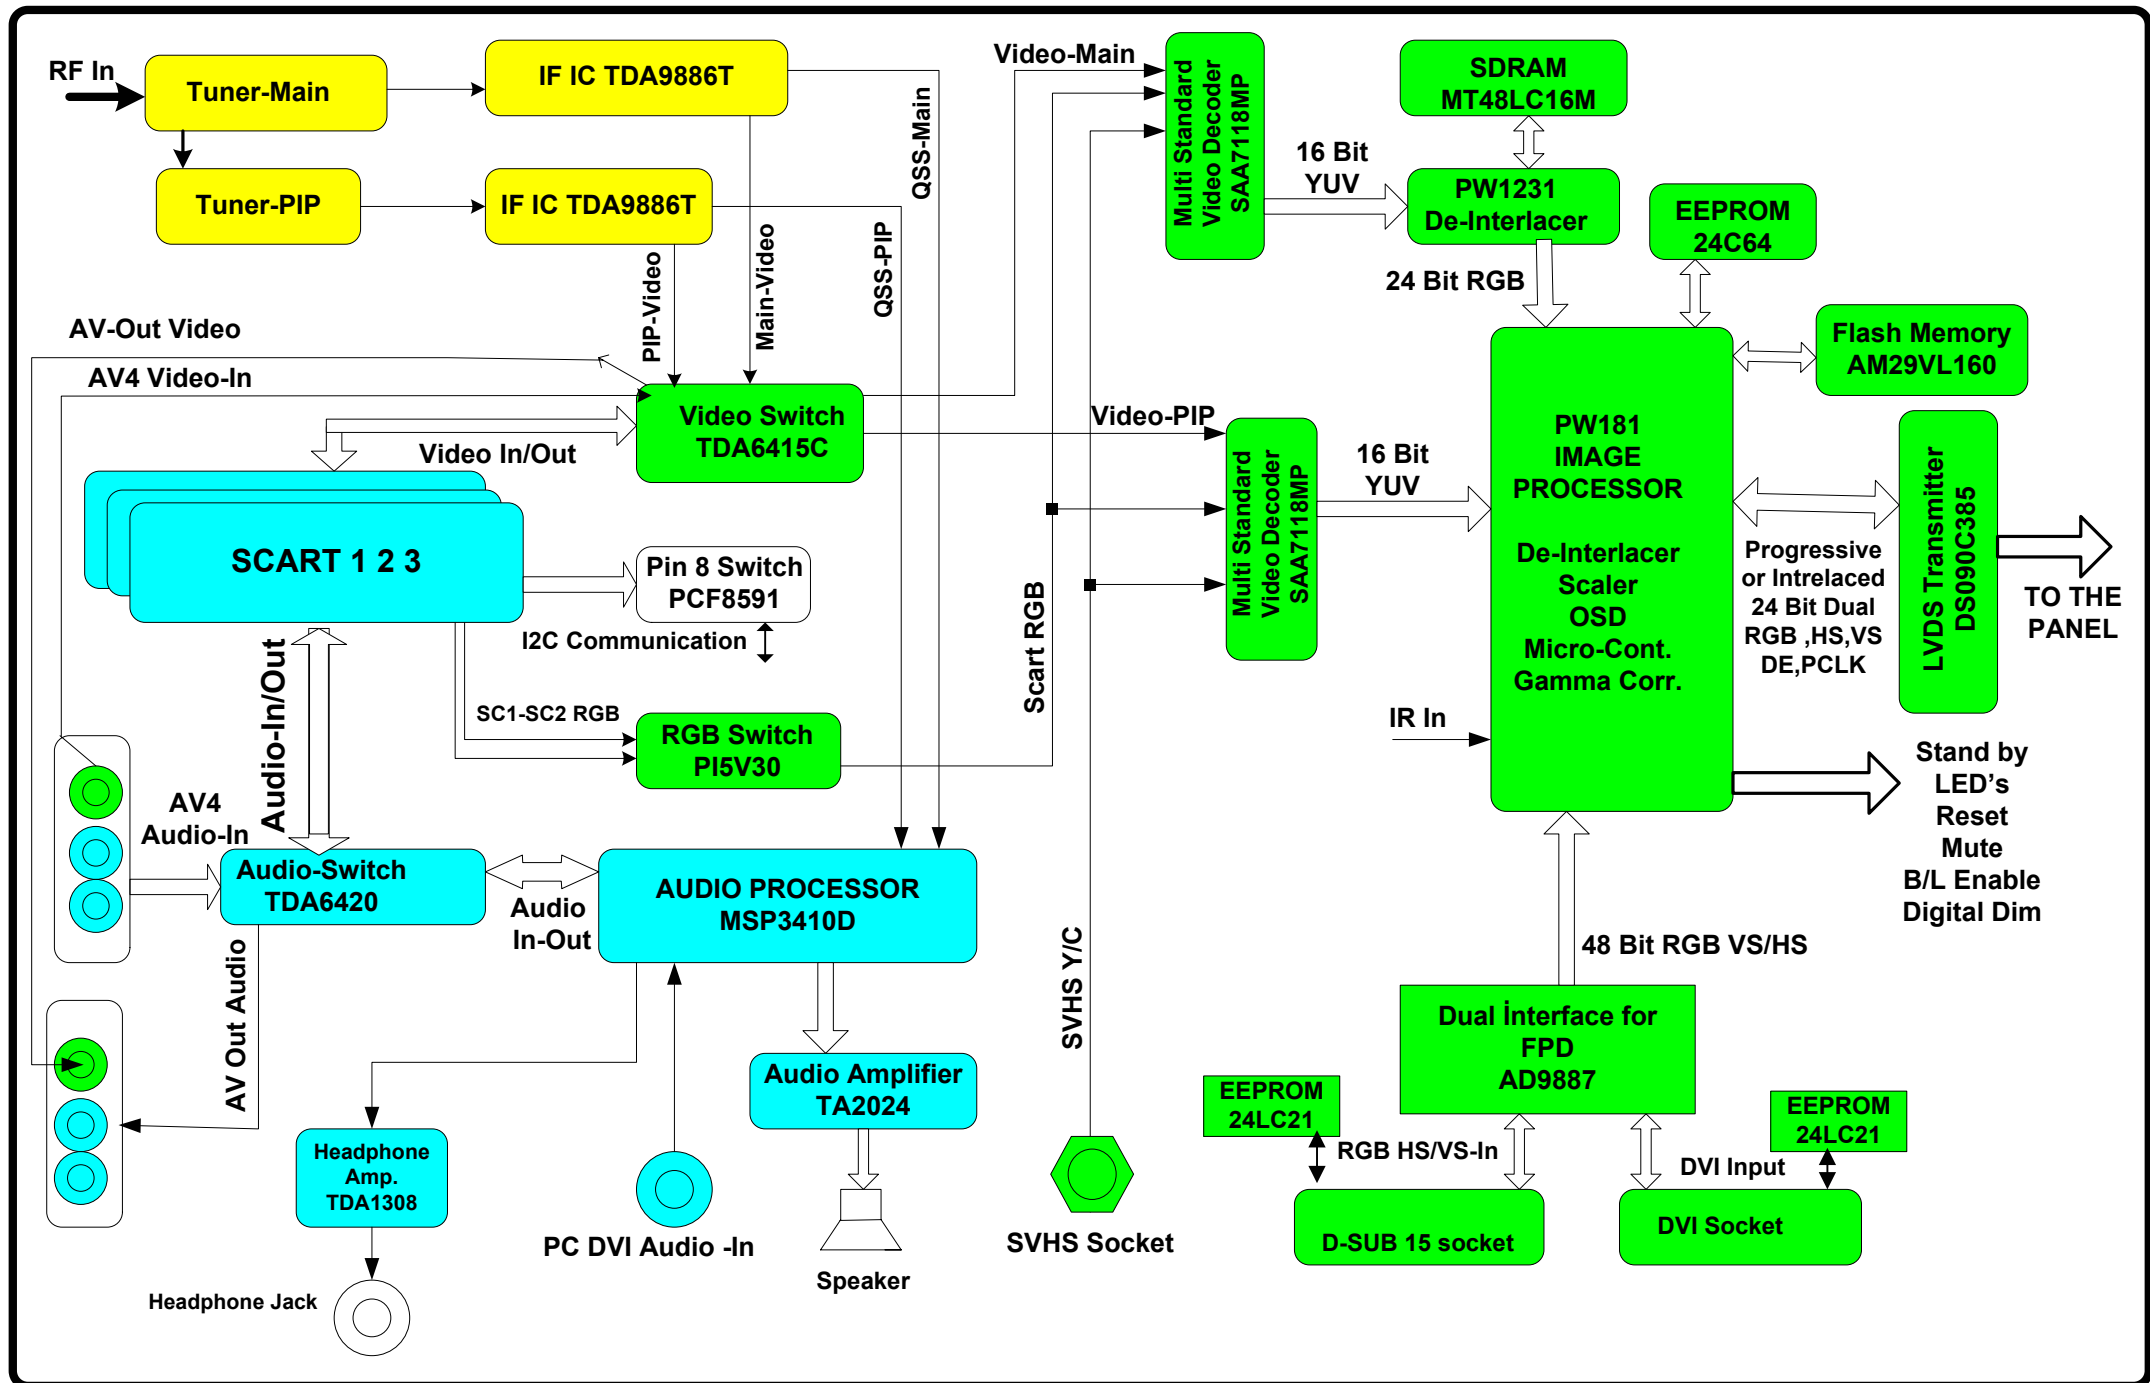 RF In
Tuner-Main
IF IC TDA9886T
Tuner-PIP
IF IC TDA9886T
QSS-Main
QSS-PIP
PIP-Video
Main-Video
Video-Main
Multi Standard
Video Decoder
SAA7118MP
16 Bit
YUV
SDRAM
MT48LC16M
PW1231
De-Interlacer
EEPROM
24C64
24 Bit RGB
Flash Memory
AM29VL160
AV-Out Video
AV4 Video-In
Video Switch
TDA6415C
Video In/Out
Video-PIP
Multi Standard
Video Decoder
SAA7118MP
16 Bit
YUV
PW181
IMAGE
PROCESSOR
De-Interlacer
Scaler
OSD
Micro-Cont.
Gamma Corr.
Progressive
or Intrelaced
24 Bit Dual
RGB ,HS,VS
DE,PCLK
LVDS Transmitter
DS090C385
TO THE
PANEL
SCART 1 2 3
Pin 8 Switch
PCF8591
I2C Communication
Audio-In/Out
SC1-SC2 RGB
RGB Switch
PI5V30
Scart RGB
IR In
Stand by
LED's
Reset
Mute
B/L Enable
Digital Dim
AV4
Audio-In
Audio-Switch
TDA6420
Audio
In-Out
AUDIO PROCESSOR
MSP3410D
AV Out Audio
SVHS Y/C
48 Bit RGB VS/HS
Dual İnterface for
FPD
AD9887
Audio Amplifier
TA2024
EEPROM
24LC21
EEPROM
24LC21
RGB HS/VS-In
DVI Input
Headphone
Amp.
TDA1308
PC DVI Audio -In
Speaker
SVHS Socket
D-SUB 15 socket
DVI Socket
Headphone Jack